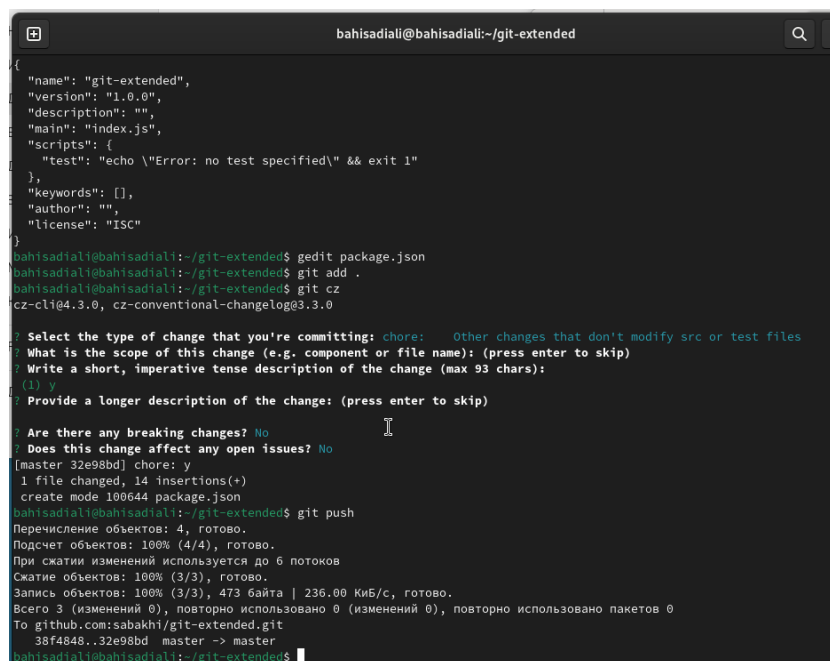 bahisadiali@bahisadiali:~/git-extended
{
  "name": "git-extended",
  "version": "1.0.0",
  "description": "",
  "main": "index.js",
  "scripts": {
    "test": "echo \"Error: no test specified\" && exit 1"
  },
  "keywords": [],
  "author": "",
  "license": "ISC"
}
bahisadiali@bahisadiali:~/git-extended$ gedit package.json
bahisadiali@bahisadiali:~/git-extended$ git add .
bahisadiali@bahisadiali:~/git-extended$ git cz
cz-cli@4.3.0, cz-conventional-changelog@3.3.0
? Select the type of change that you're committing: chore:    Other changes that don't modify src or test files
? What is the scope of this change (e.g. component or file name): (press enter to skip)
? Write a short, imperative tense description of the change (max 93 chars):
 (1) y
? Provide a longer description of the change: (press enter to skip)
? Are there any breaking changes? No
? Does this change affect any open issues? No
[master 32e98bd] chore: y
 1 file changed, 14 insertions(+)
 create mode 100644 package.json
bahisadiali@bahisadiali:~/git-extended$ git push
Перечисление объектов: 4, готово.
Подсчет объектов: 100% (4/4), готово.
При сжатии изменений используется до 6 потоков
Сжатие объектов: 100% (3/3), готово.
Запись объектов: 100% (3/3), 473 байта | 236.00 КиБ/с, готово.
Всего 3 (изменений 0), повторно использовано 0 (изменений 0), повторно использовано пакетов 0
To github.com:sabakhi/git-extended.git
   38f4848..32e98bd  master -> master
bahisadiali@bahisadiali:~/git-extended$